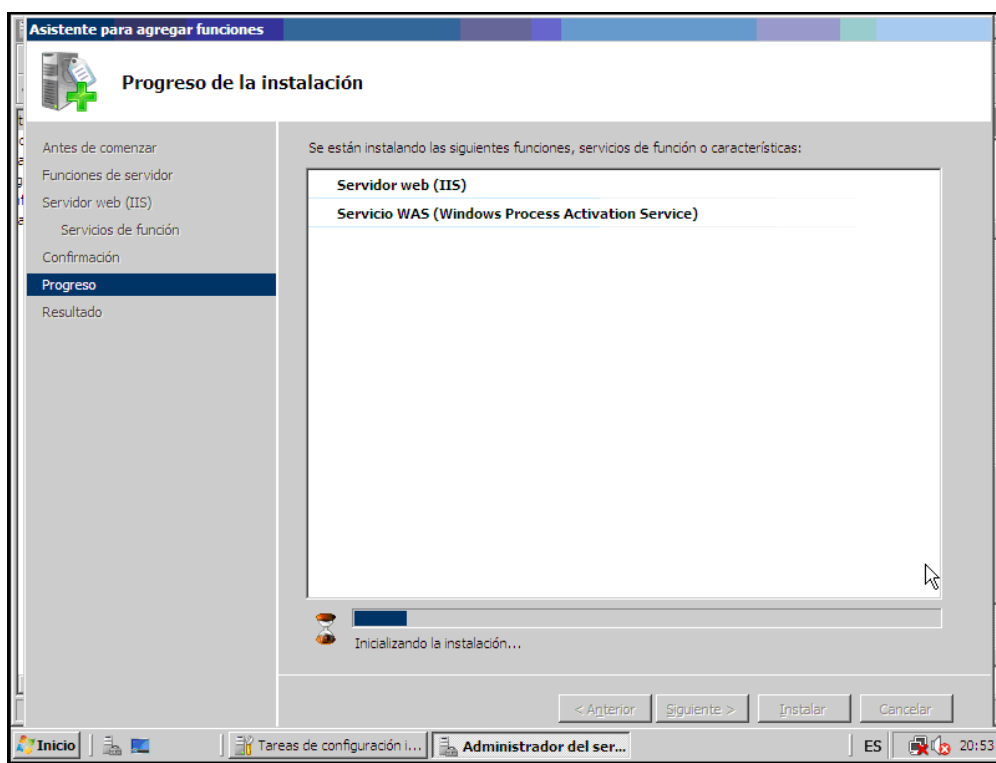 Asistente para agregar funciones
Progreso de la instalación
Antes de comenzar
Funciones de servidor
Servidor web (IIS)
Servicios de función
Confirmación
Progreso
Resultado
Se están instalando las siguientes funciones, servicios de función o características:
Servidor web (IIS)
Servicio WAS (Windows Process Activation Service)
Inicializando la instalación...
< Anterior
Siguiente >
Instalar
Cancelar
Inicio
Tareas de configuración i...
Administrador del ser...
ES
20:53